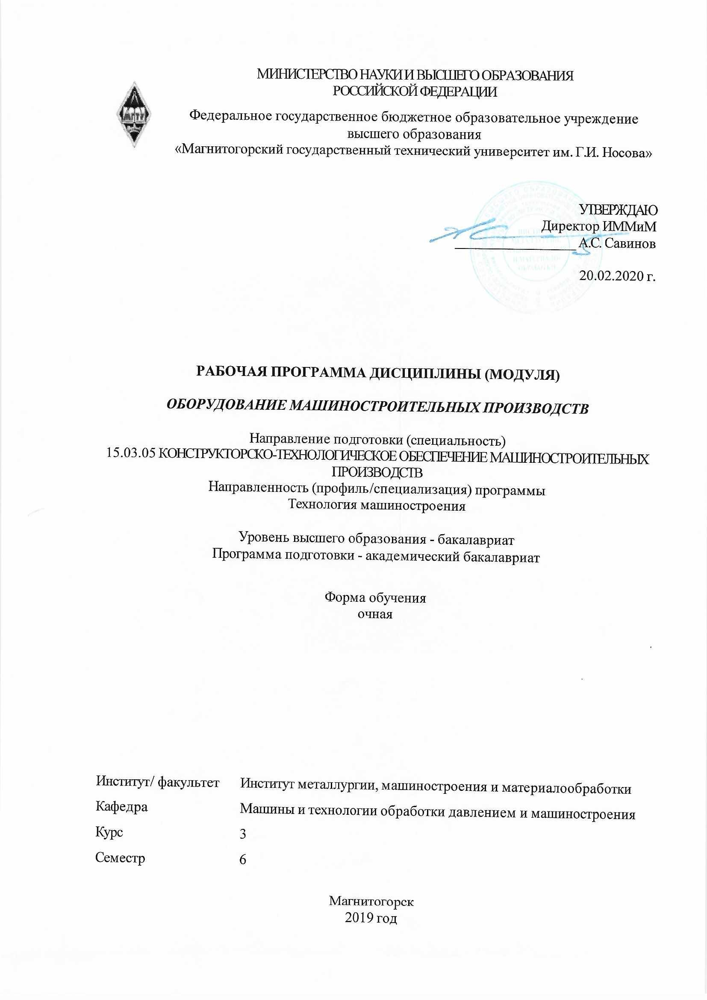 МИНИСТЕРСТВО НАУКИ И ВЫСШЕГО ОБРАЗОВАНИЯ
РОССИЙСКОЙ ФЕДЕРАЦИИ
Федеральное государственное бюджетное образовательное учреждение
высшего образования
«Магнитогорский государственный технический университет им. Г.И. Носова»
УТВЕРЖДАЮ
Директор ИММиМ
А.С. Савинов
20.02.2020 г.
РАБОЧАЯ ПРОГРАММА ДИСЦИПЛИНЫ (МОДУЛЯ)
ОБОРУДОВАНИЕ МАШИНОСТРОИТЕЛЬНЫХ ПРОИЗВОДСТВ
Направление подготовки (специальность)
15.03.05 КОНСТРУКТОРСКО-ТЕХНОЛОГИЧЕСКОЕ ОБЕСПЕЧЕНИЕ МАШИНОСТРОИТЕЛЬНЫХ
ПРОИЗВОДСТВ
Направленность (профиль/специализация) программы
Технология машиностроения
Уровень высшего образования - бакалавриат
Программа подготовки - академический бакалавриат
Форма обучения
очная
Институт/ факультет Институт металлургии, машиностроения и материалообработки
Кафедра Машины и технологии обработки давлением и машиностроения
Курс 3
Семестр 6
Магнитогорск
2019 год